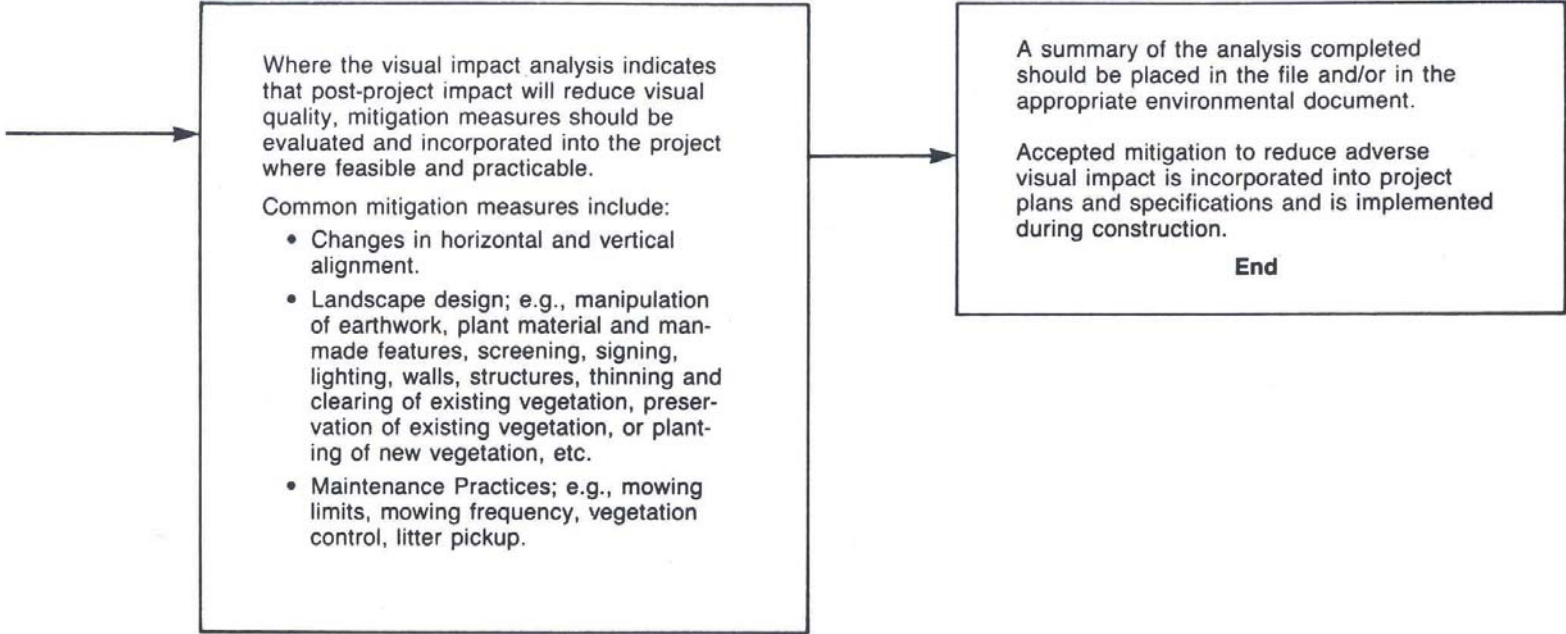 Where the visual impact analysis indicates
that post-project impact will reduce visual
quality, mitigation measures should be
evaluated and incorporated into the project
where feasible and practicable.
Common mitigation measures include:
• Changes in horizontal and vertical
alignment.
• Landscape design; e.g., manipulation
of earthwork, plant material and man-
made features, screening, signing,
lighting, walls, structures, thinning and
clearing of existing vegetation, preser-
vation of existing vegetation, or plant-
ing of new vegetation, etc.
• Maintenance Practices; e.g., mowing
limits, mowing frequency, vegetation
control, litter pickup.
A summary of the analysis completed
should be placed in the file and/or in the
appropriate environmental document.
Accepted mitigation to reduce adverse
visual impact is incorporated into project
plans and specifications and is implemented
during construction.
End